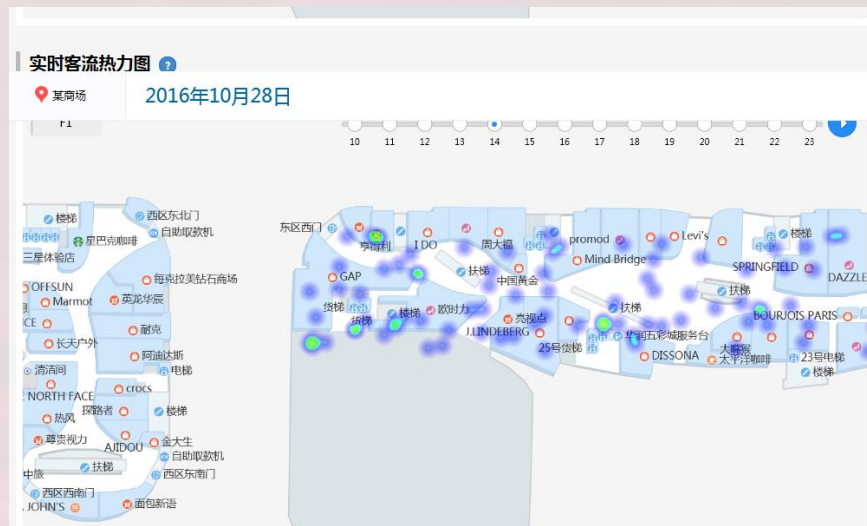 实时客流热力图 ?
某商场
2016年10月28日
F1
10 11 12 13 14 15 16 17 18 19 20 21 22 23
楼梯
西区东北门
星巴克咖啡
自助取款机
三星体验店
OFFSUN
每克拉美钻石商场
Marmot
英龙华辰
耐克
长天户外
阿迪达斯
清洁间
电梯
NORTH FACE
crocs
探路者
楼梯
热风
尊贵视力
AJIDOU
金大生
自助取款机
扶梯
西区东南门
西区西南门
JOHN'S
面包新语
东区西门
亨得利
I DO
周大福
promod
Levi's
楼梯
Mind Bridge
SPRINGFIELD
DAZZLE
GAP
扶梯
中国黄金
扶梯
货梯
货梯
楼梯
欧时力
亮视点
扶梯
BOURJOIS PARIS
J.LINDEBERG
华润五彩城服务台
25号货梯
DISSONA
大嘴猴
太平洋咖啡
23号电梯
楼梯